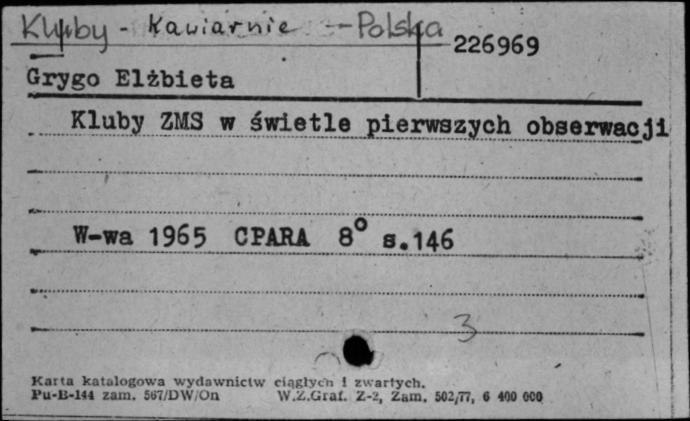 Kluby - Kawiarnie - Polska
226969
Grygo Elżbieta
Kluby ZMS w świetle pierwszych obserwacji
W-wa 1965 CPARA 8° s.146
3
Karta katalogowa wydawnictw ciągłych i zwartych.
Pu-B-144 zam. 567/DW/On W.Z.Graf. Z-2, Zam. 502/77, 6 400 000